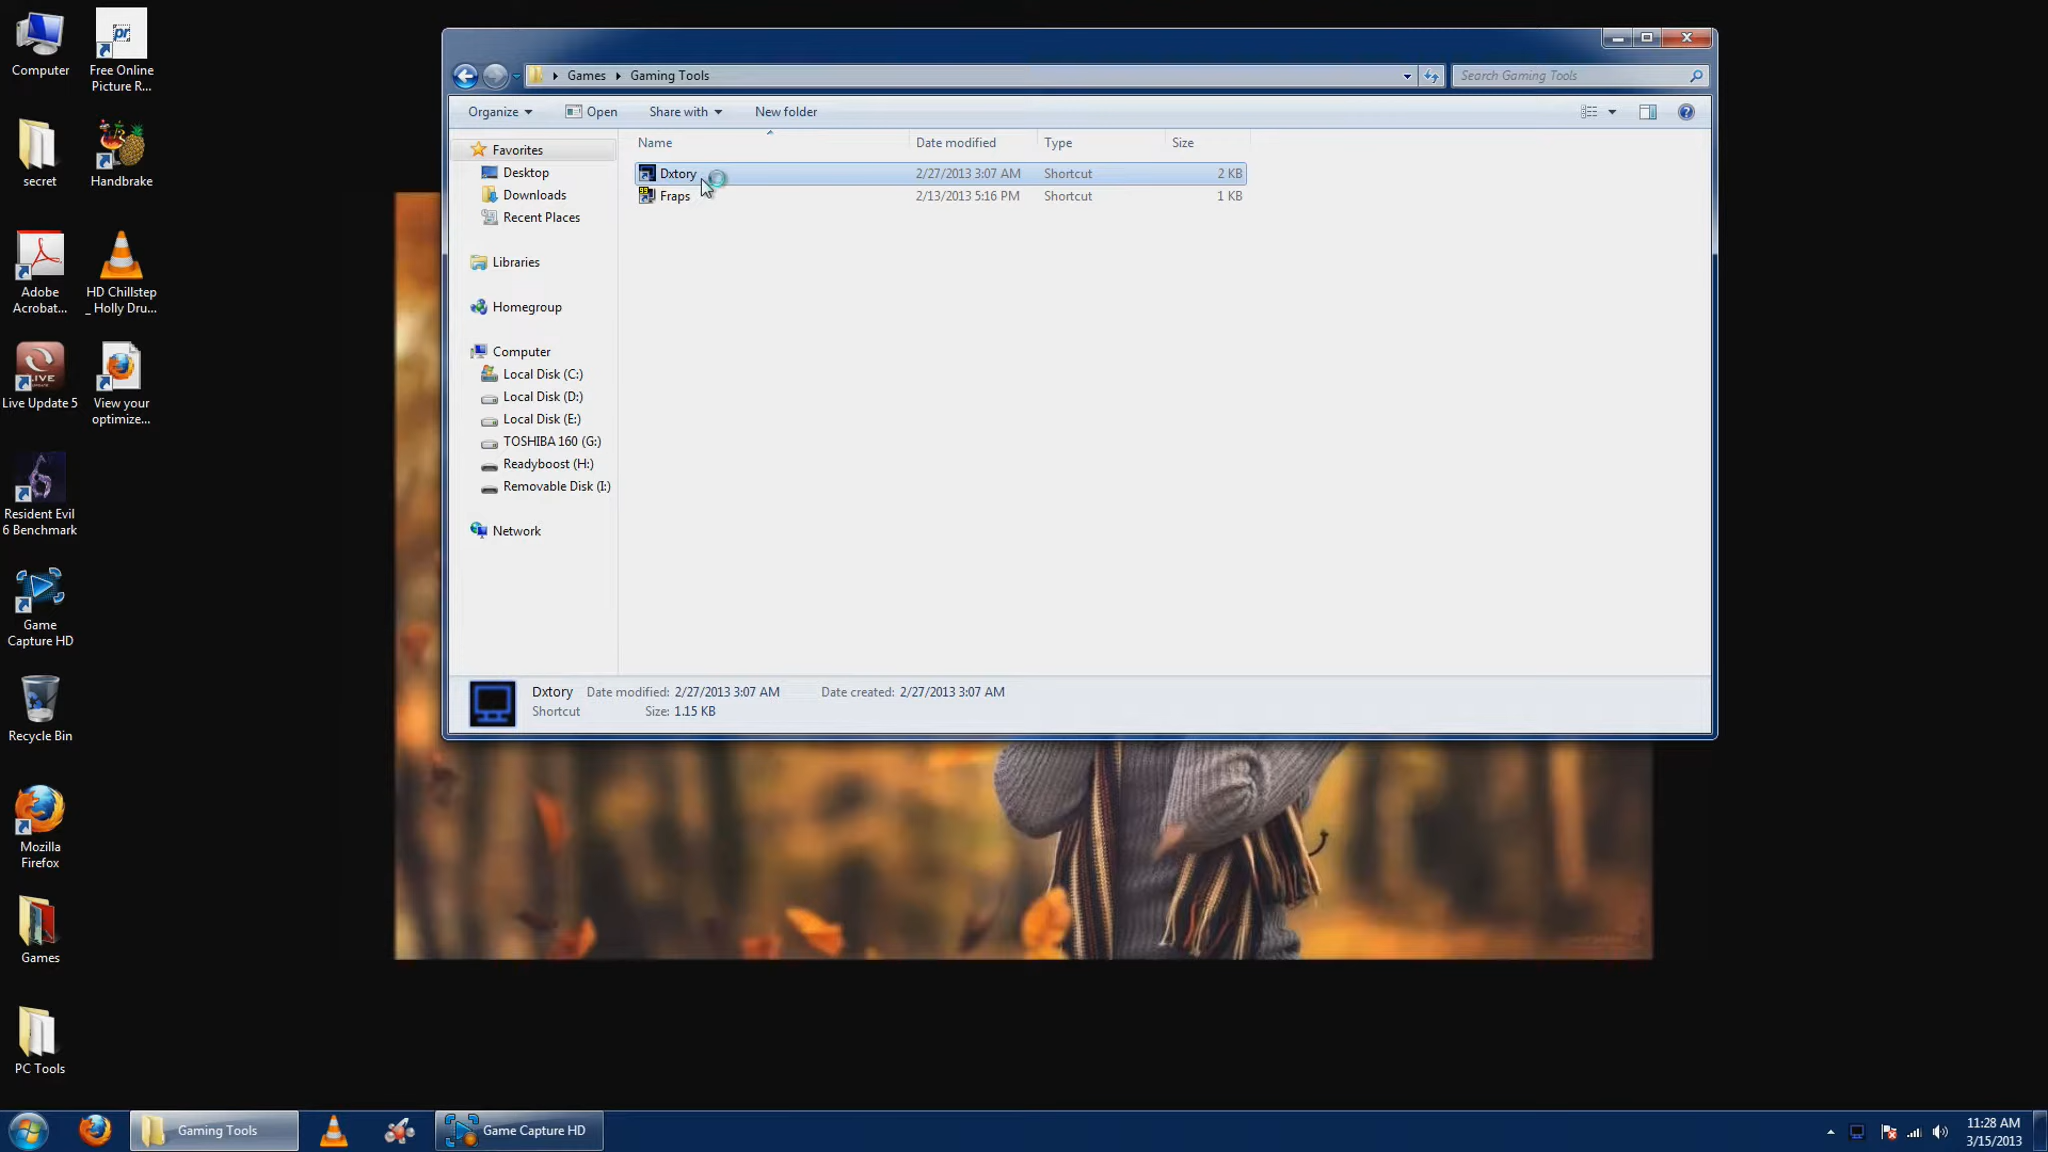 Computer
Free Online
Picture R...
secret
Handbrake
Adobe
Acrobat...
HD Chillstep
_ Holly Dru...
Live Update 5
View your
optimize...
Resident Evil
6 Benchmark
Game
Capture HD
Recycle Bin
Mozilla
Firefox
Games
PC Tools
Games
Gaming Tools
Search Gaming Tools
Organize
Open
Share with
New folder
Name
Date modified
Type
Size
Dxtory
2/27/2013 3:07 AM
Shortcut
2 KB
Fraps
2/13/2013 5:16 PM
Shortcut
1 KB
Favorites
Desktop
Downloads
Recent Places
Libraries
Homegroup
Computer
Local Disk (C:)
Local Disk (D:)
Local Disk (E:)
TOSHIBA 160 (G:)
Readyboost (H:)
Removable Disk (I:)
Network
Dxtory Date modified: 2/27/2013 3:07 AM Date created: 2/27/2013 3:07 AM
Shortcut Size: 1.15 KB
Gaming Tools
Game Capture HD
11:28 AM
3/15/2013